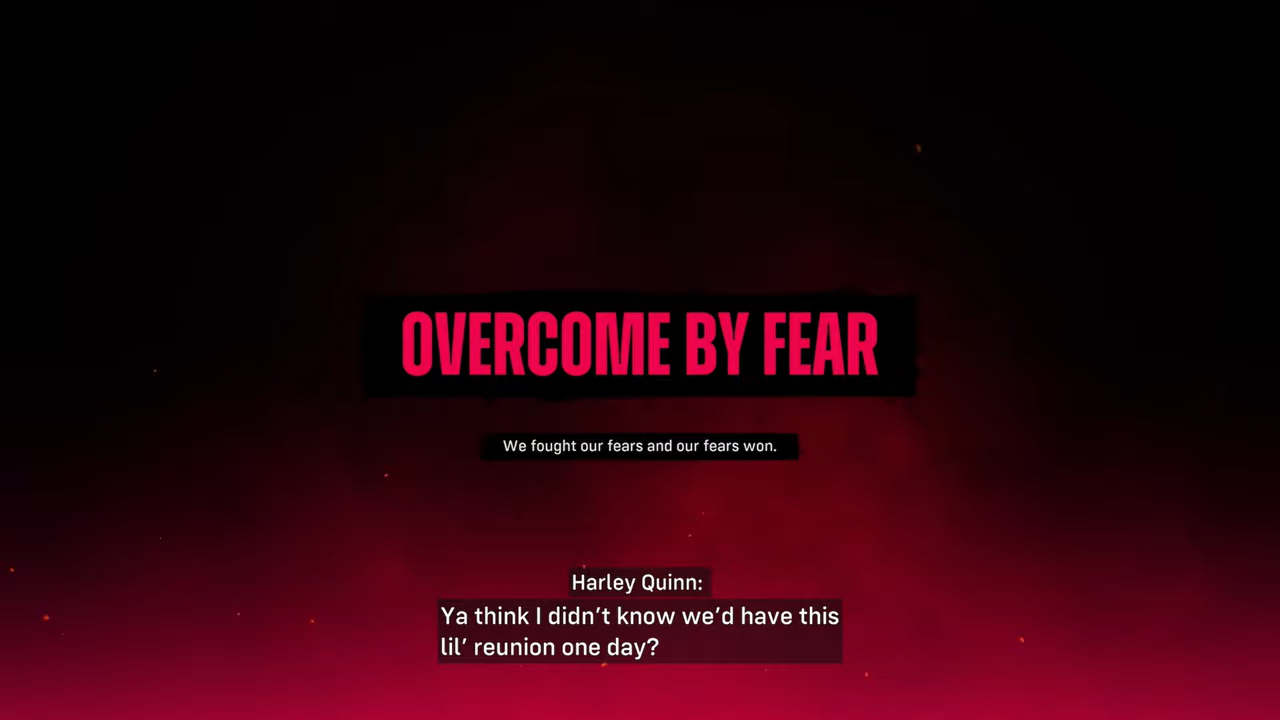 OVERCOME BY FEAR
We fought our fears and our fears won.
Harley Quinn:
Ya think I didn't know we'd have this
lil' reunion one day?